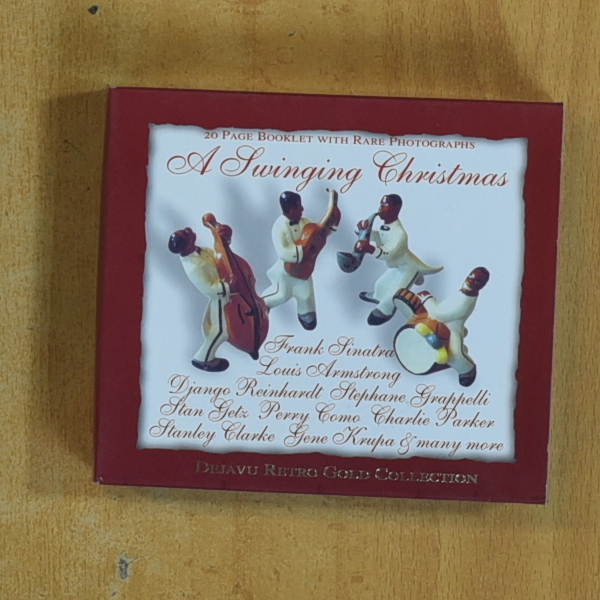 20 Page Booklet with Rare Photographs
A Swinging Christmas
Frank Sinatra
Louis Armstrong
Django Reinhardt Stephane Grappelli
Stan Getz Perry Como Charlie Parker
Stanley Clarke Gene Krupa & many more
Dejavu Retro Gold Collection